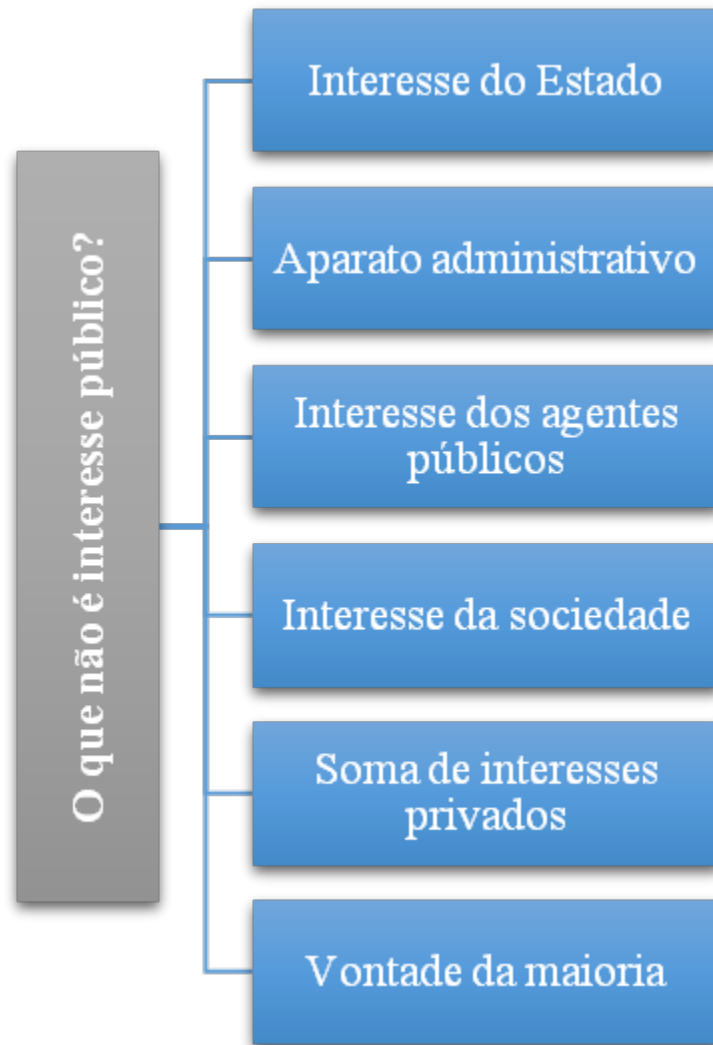 O que não é interesse público?
Interesse do Estado
Aparato administrativo
Interesse dos agentes
públicos
Interesse da sociedade
Soma de interesses
privados
Vontade da maioria